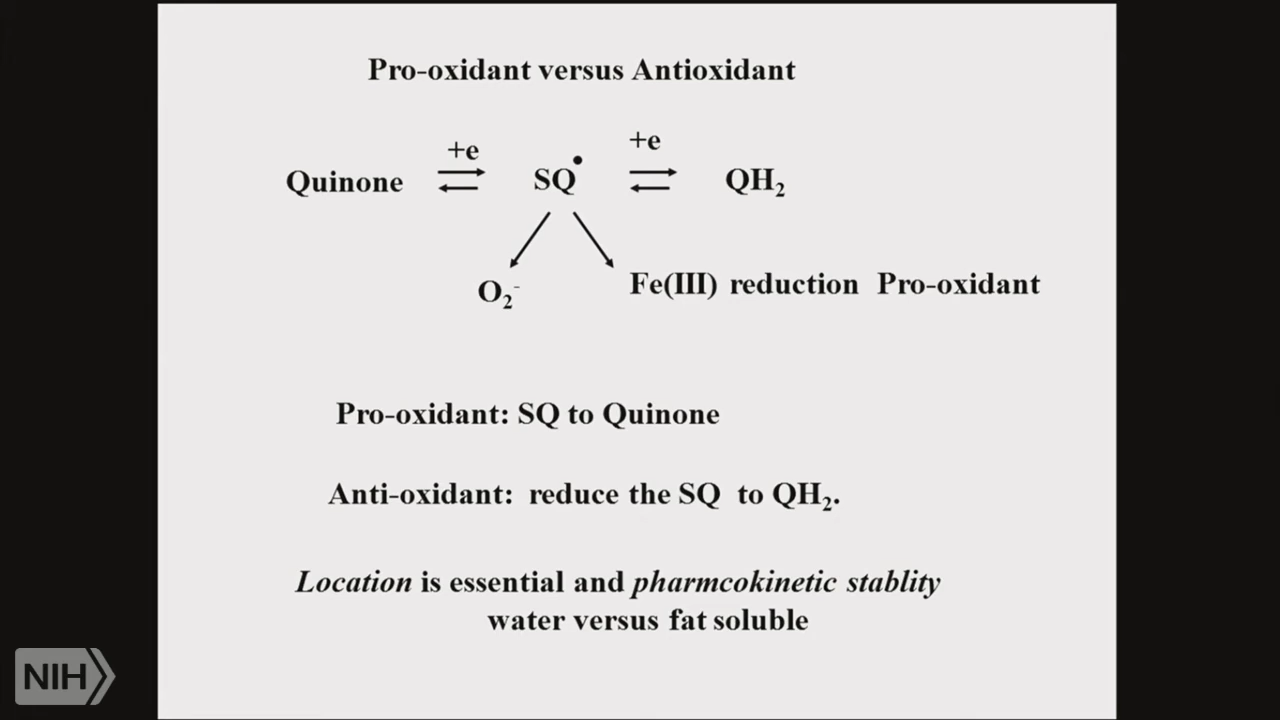 Pro-oxidant versus Antioxidant
+e +e
Quinone ⇌ SQ• ⇌ QH₂
O₂⁻ Fe(III) reduction Pro-oxidant
Pro-oxidant: SQ to Quinone
Anti-oxidant: reduce the SQ to QH₂.
Location is essential and pharmcokinetic stablity
water versus fat soluble
NIH